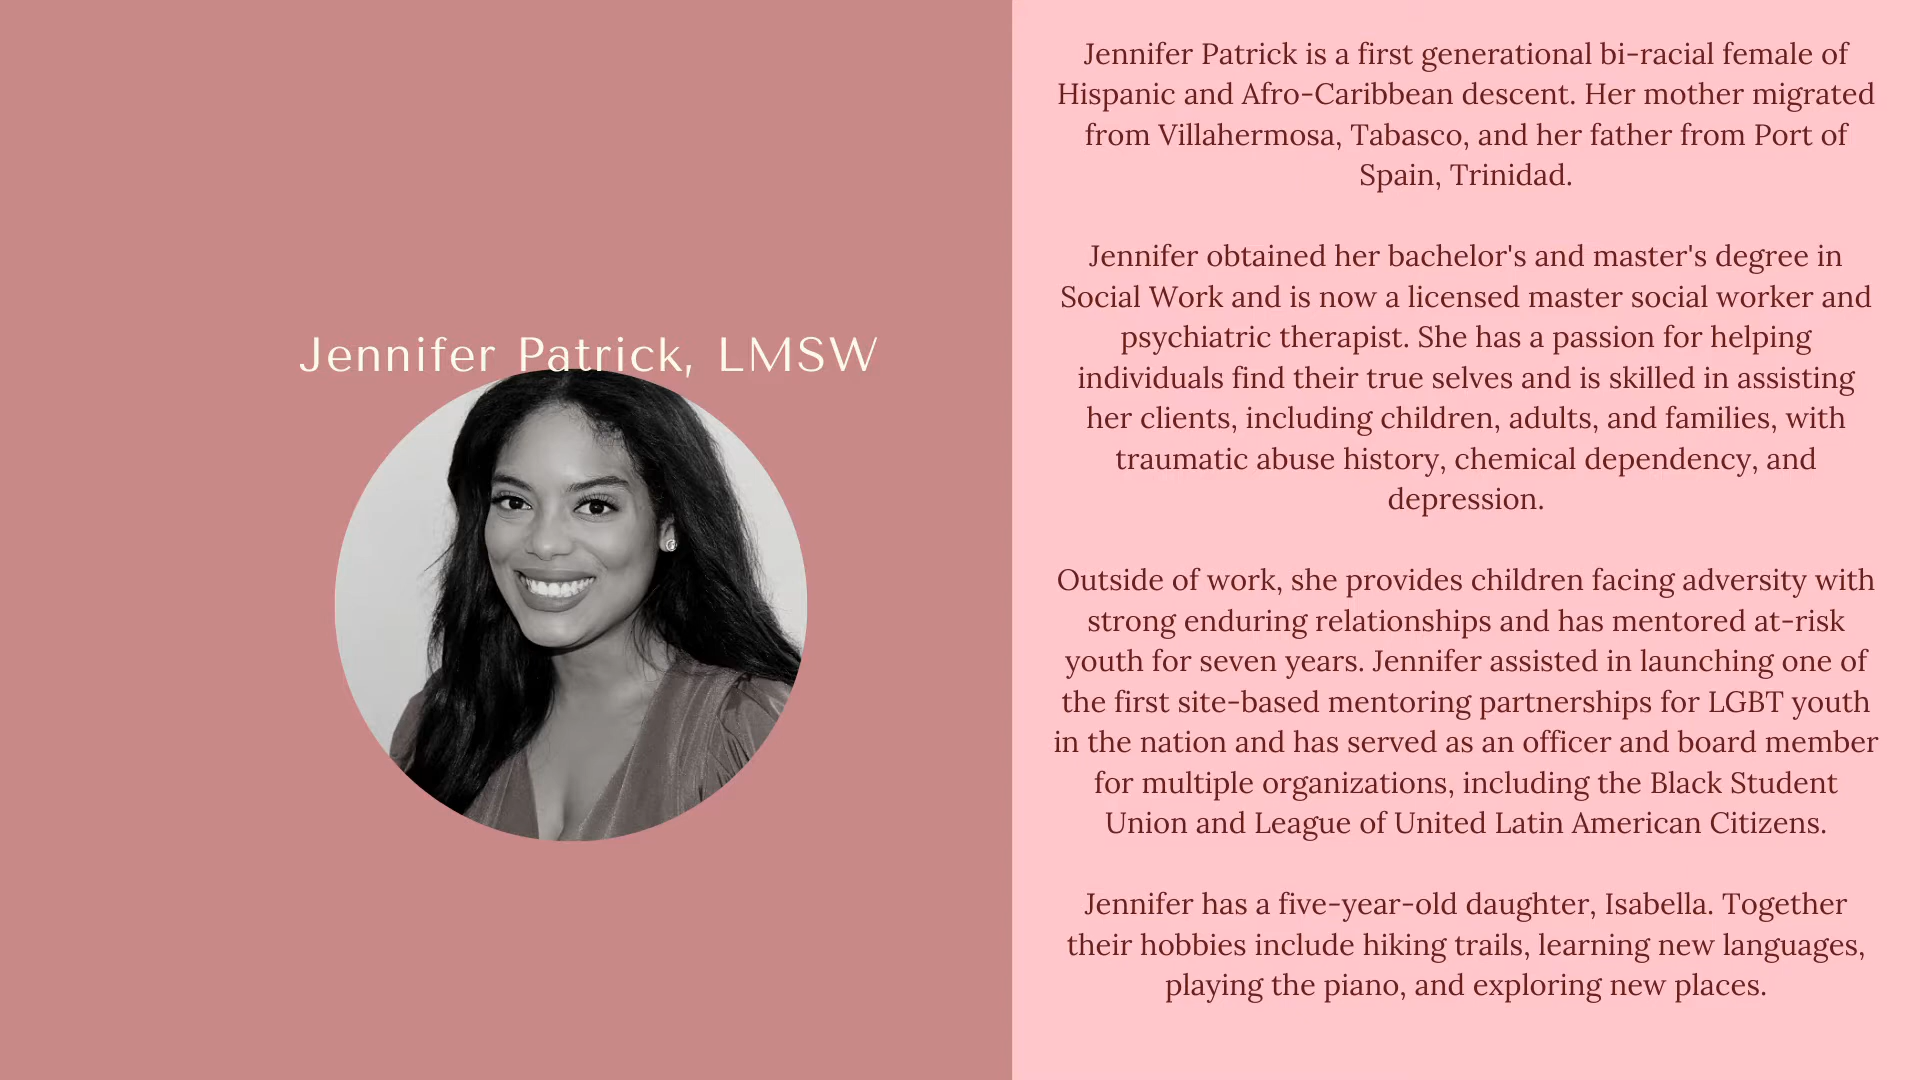 Jennifer Patrick, LMSW
Jennifer Patrick is a first generational bi-racial female of
Hispanic and Afro-Caribbean descent. Her mother migrated
from Villahermosa, Tabasco, and her father from Port of
Spain, Trinidad.
Jennifer obtained her bachelor's and master's degree in
Social Work and is now a licensed master social worker and
psychiatric therapist. She has a passion for helping
individuals find their true selves and is skilled in assisting
her clients, including children, adults, and families, with
traumatic abuse history, chemical dependency, and
depression.
Outside of work, she provides children facing adversity with
strong enduring relationships and has mentored at-risk
youth for seven years. Jennifer assisted in launching one of
the first site-based mentoring partnerships for LGBT youth
in the nation and has served as an officer and board member
for multiple organizations, including the Black Student
Union and League of United Latin American Citizens.
Jennifer has a five-year-old daughter, Isabella. Together
their hobbies include hiking trails, learning new languages,
playing the piano, and exploring new places.